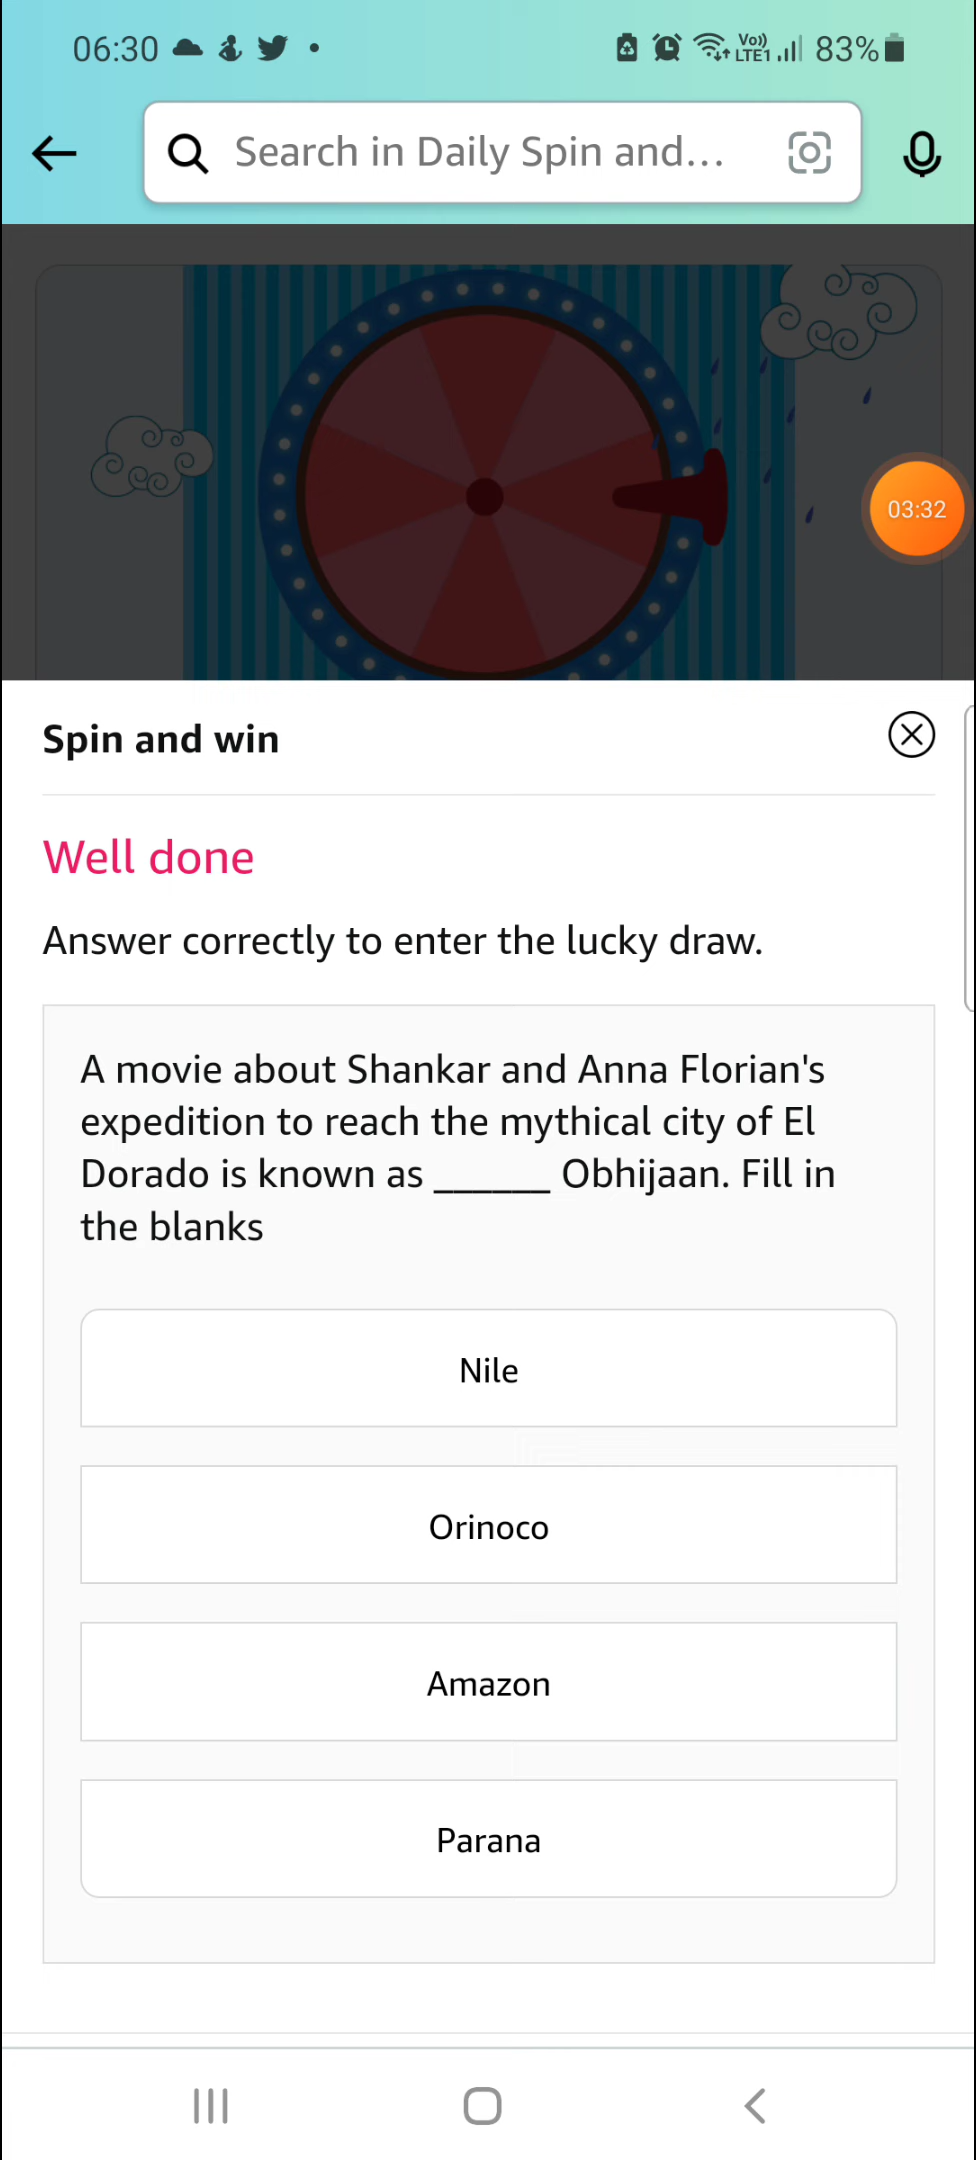 06:30
Vo)) LTE1 83%
Search in Daily Spin and...
03:32
Spin and win
Well done
Answer correctly to enter the lucky draw.
A movie about Shankar and Anna Florian's
expedition to reach the mythical city of El
Dorado is known as ______ Obhijaan. Fill in
the blanks
Nile
Orinoco
Amazon
Parana